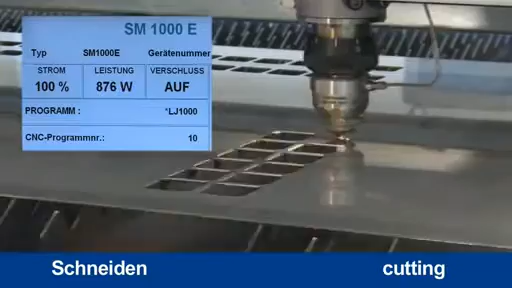 SM 1000 E
Typ SM1000E Gerätenummer
STROM LEISTUNG VERSCHLUSS
100 % 876 W AUF
PROGRAMM : *LJ1000
CNC-Programmnr.: 10
Schneiden cutting